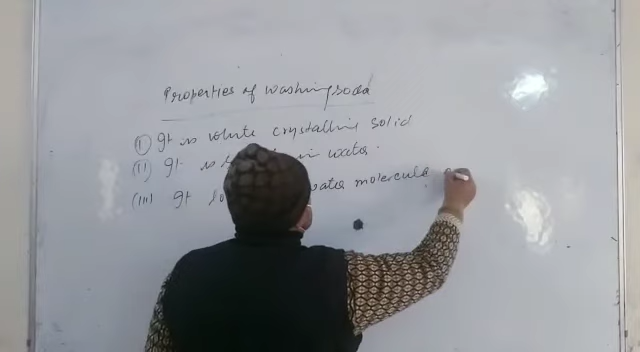 Properties of washing soda
(I) It is white crystalline solid
(II) It is in water.
(III) It water molecule